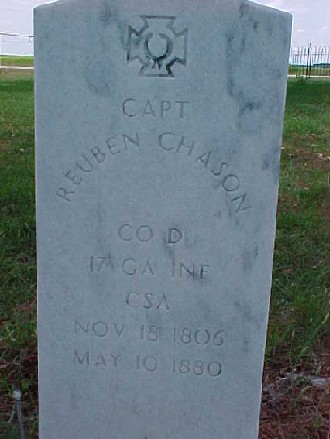 CAPT
REUBEN CHASON
CO D
17 GA INF
CSA
NOV 18 1806
MAY 10 1880